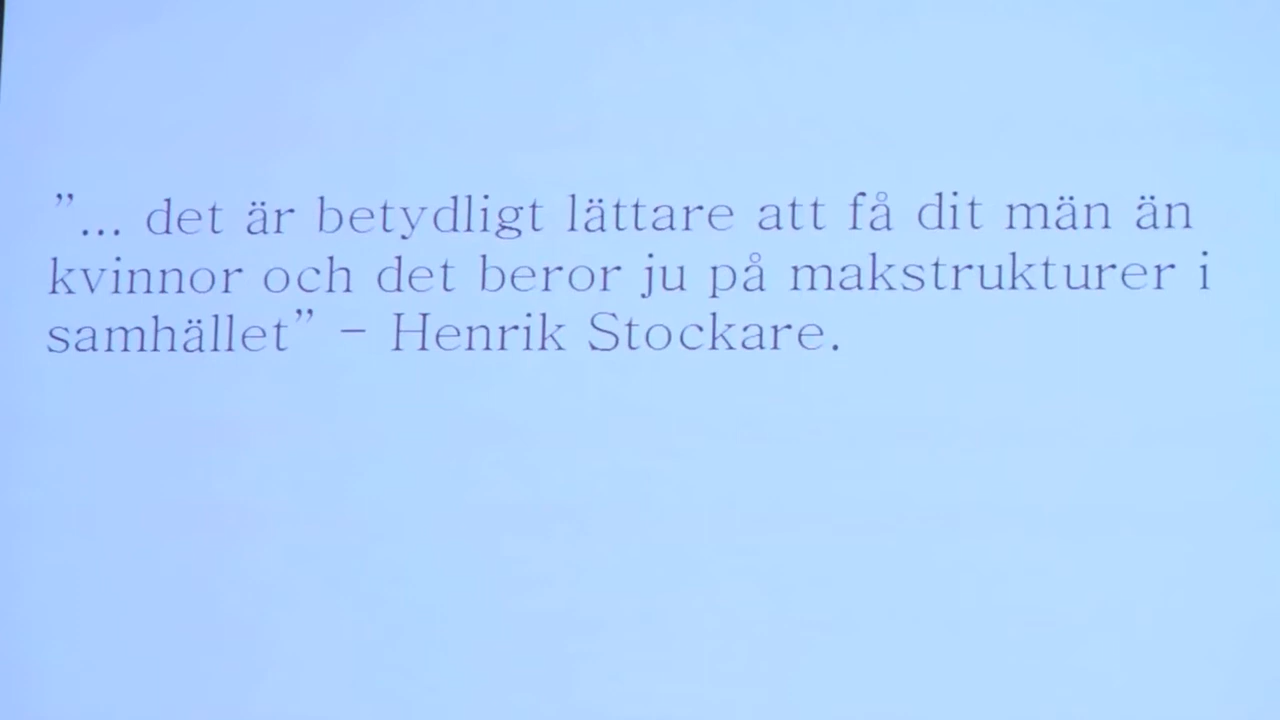 ”... det är betydligt lättare att få dit män än
kvinnor och det beror ju på makstrukturer i
samhället” – Henrik Stockare.